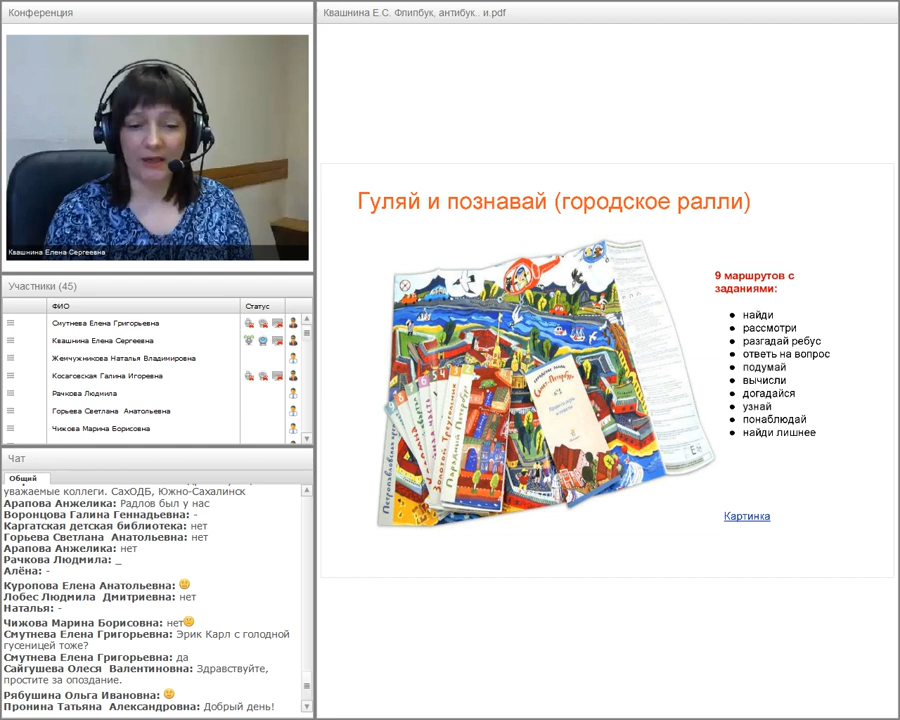 Конференция
Квашнина Елена Сергеевна
Участники (45)
ФИО
Статус
Смутнева Елена Григорьевна
Квашнина Елена Сергеевна
Жемчужникова Наталья Владимировна
Косаговская Галина Игоревна
Рачкова Людмила
Горьева Светлана Анатольевна
Чикова Марина Борисовна
Чат
Общий
уважаемые коллеги. СахОДБ, Южно-Сахалинск
Арапова Анжелика: Радлов был у нас
Воронцова Галина Геннадьевна: -
Каргатская детская библиотека: нет
Горьева Светлана Анатольевна: нет
Арапова Анжелика: нет
Рачкова Людмила: _
Алёна: -
Куропова Елена Анатольевна:
Лобес Людмила Дмитриевна: нет
Наталья: -
Чижова Марина Борисовна: нет
Смутнева Елена Григорьевна: Эрик Карл с голодной
гусеницей тоже?
Смутнева Елена Григорьевна: да
Сайгушева Олеся Валентиновна: Здравствуйте,
простите за опоздание.
Рябушина Ольга Ивановна:
Пронина Татьяна Александровна: Добрый день!
Квашнина Е.С. Флипбук, антибук.. и.pdf
Гуляй и познавай (городское ралли)
Санкт-Петербург
№2
9 маршрутов с
заданиями:
найди
рассмотри
разгадай ребус
ответь на вопрос
подумай
вычисли
догадайся
узнай
понаблюдай
найди лишнее
Картинка